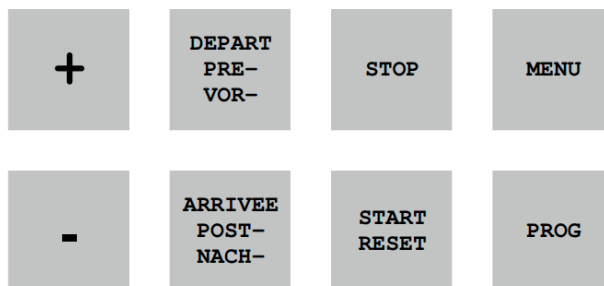 +
DEPART
PRE-
VOR-
STOP
MENU
-
ARRIVEE
POST-
NACH-
START
RESET
PROG